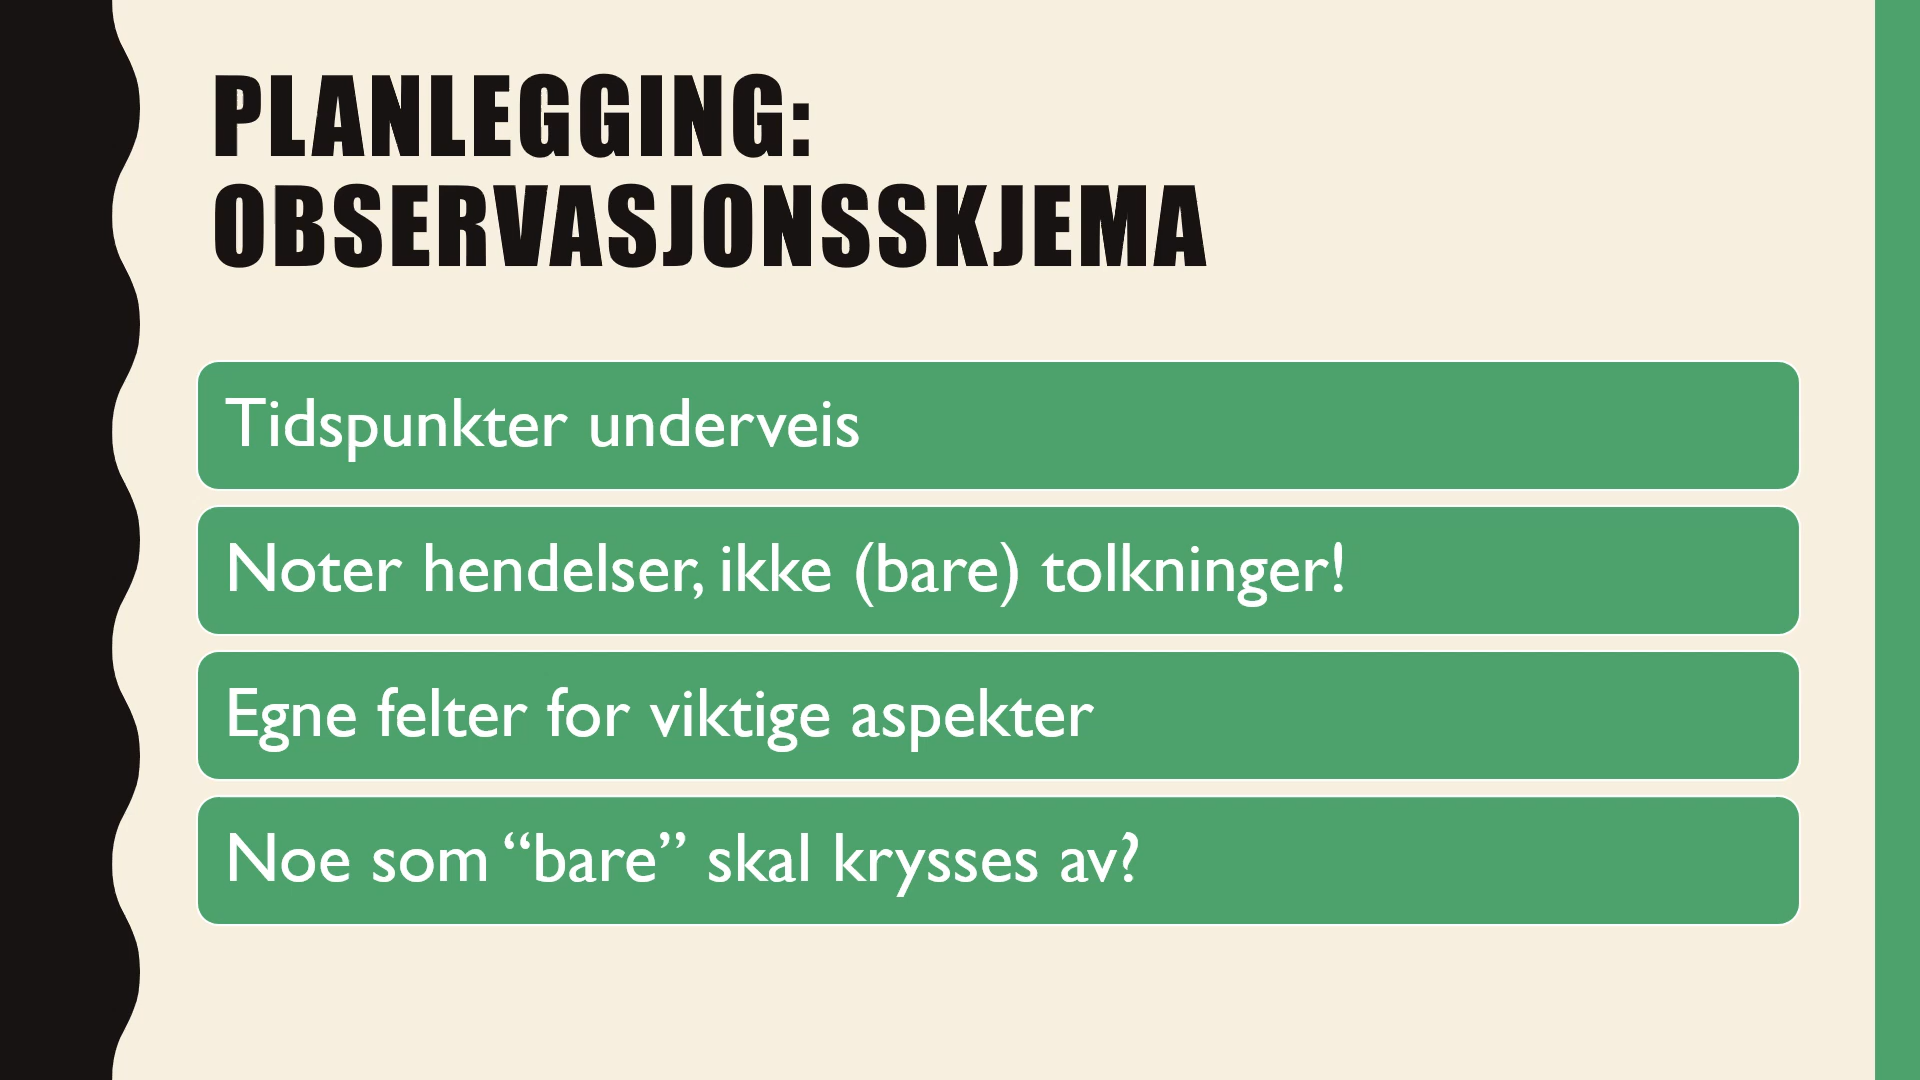 PLANLEGGING:
OBSERVASJONSSKJEMA
Tidspunkter underveis
Noter hendelser, ikke (bare) tolkninger!
Egne felter for viktige aspekter
Noe som “bare” skal krysses av?